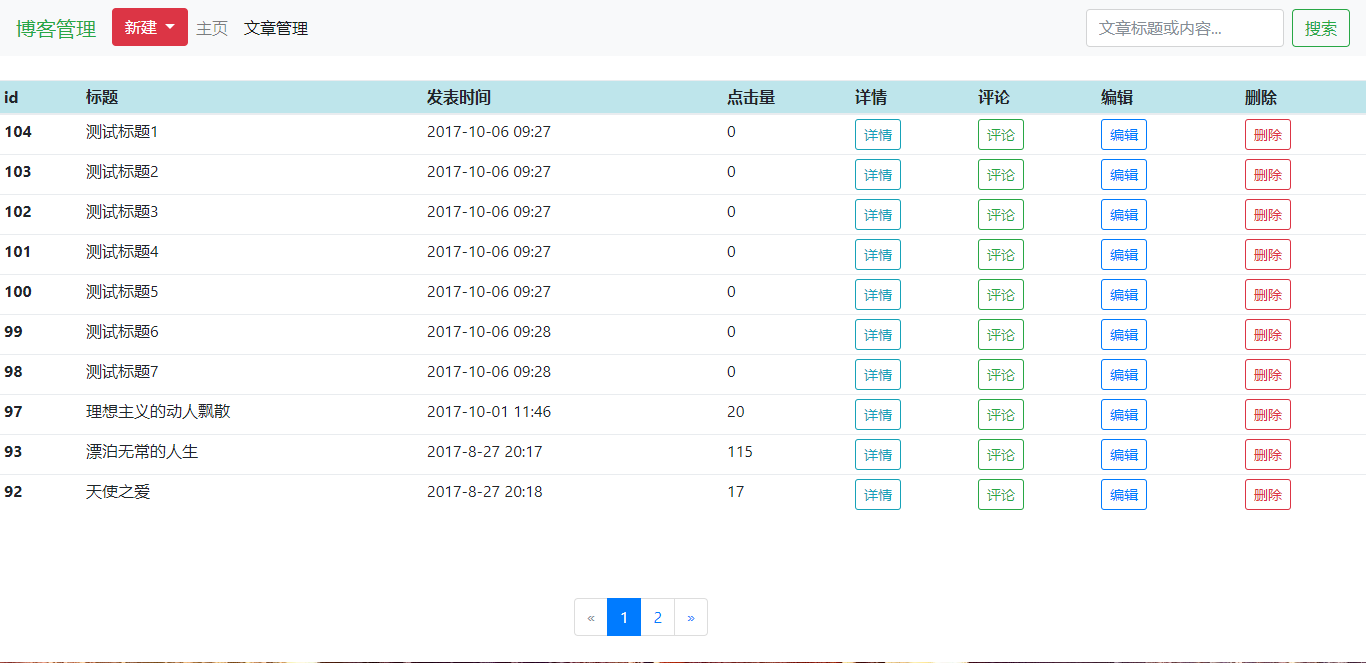 博客管理 新建 主页 文章管理 文章标题或内容... 搜索
id 标题 发表时间 点击量 详情 评论 编辑 删除
104 测试标题1 2017-10-06 09:27 0 详情 评论 编辑 删除
103 测试标题2 2017-10-06 09:27 0 详情 评论 编辑 删除
102 测试标题3 2017-10-06 09:27 0 详情 评论 编辑 删除
101 测试标题4 2017-10-06 09:27 0 详情 评论 编辑 删除
100 测试标题5 2017-10-06 09:27 0 详情 评论 编辑 删除
99 测试标题6 2017-10-06 09:28 0 详情 评论 编辑 删除
98 测试标题7 2017-10-06 09:28 0 详情 评论 编辑 删除
97 理想主义的动人飘散 2017-10-01 11:46 20 详情 评论 编辑 删除
93 漂泊无常的人生 2017-8-27 20:17 115 详情 评论 编辑 删除
92 天使之爱 2017-8-27 20:18 17 详情 评论 编辑 删除
« 1 2 »